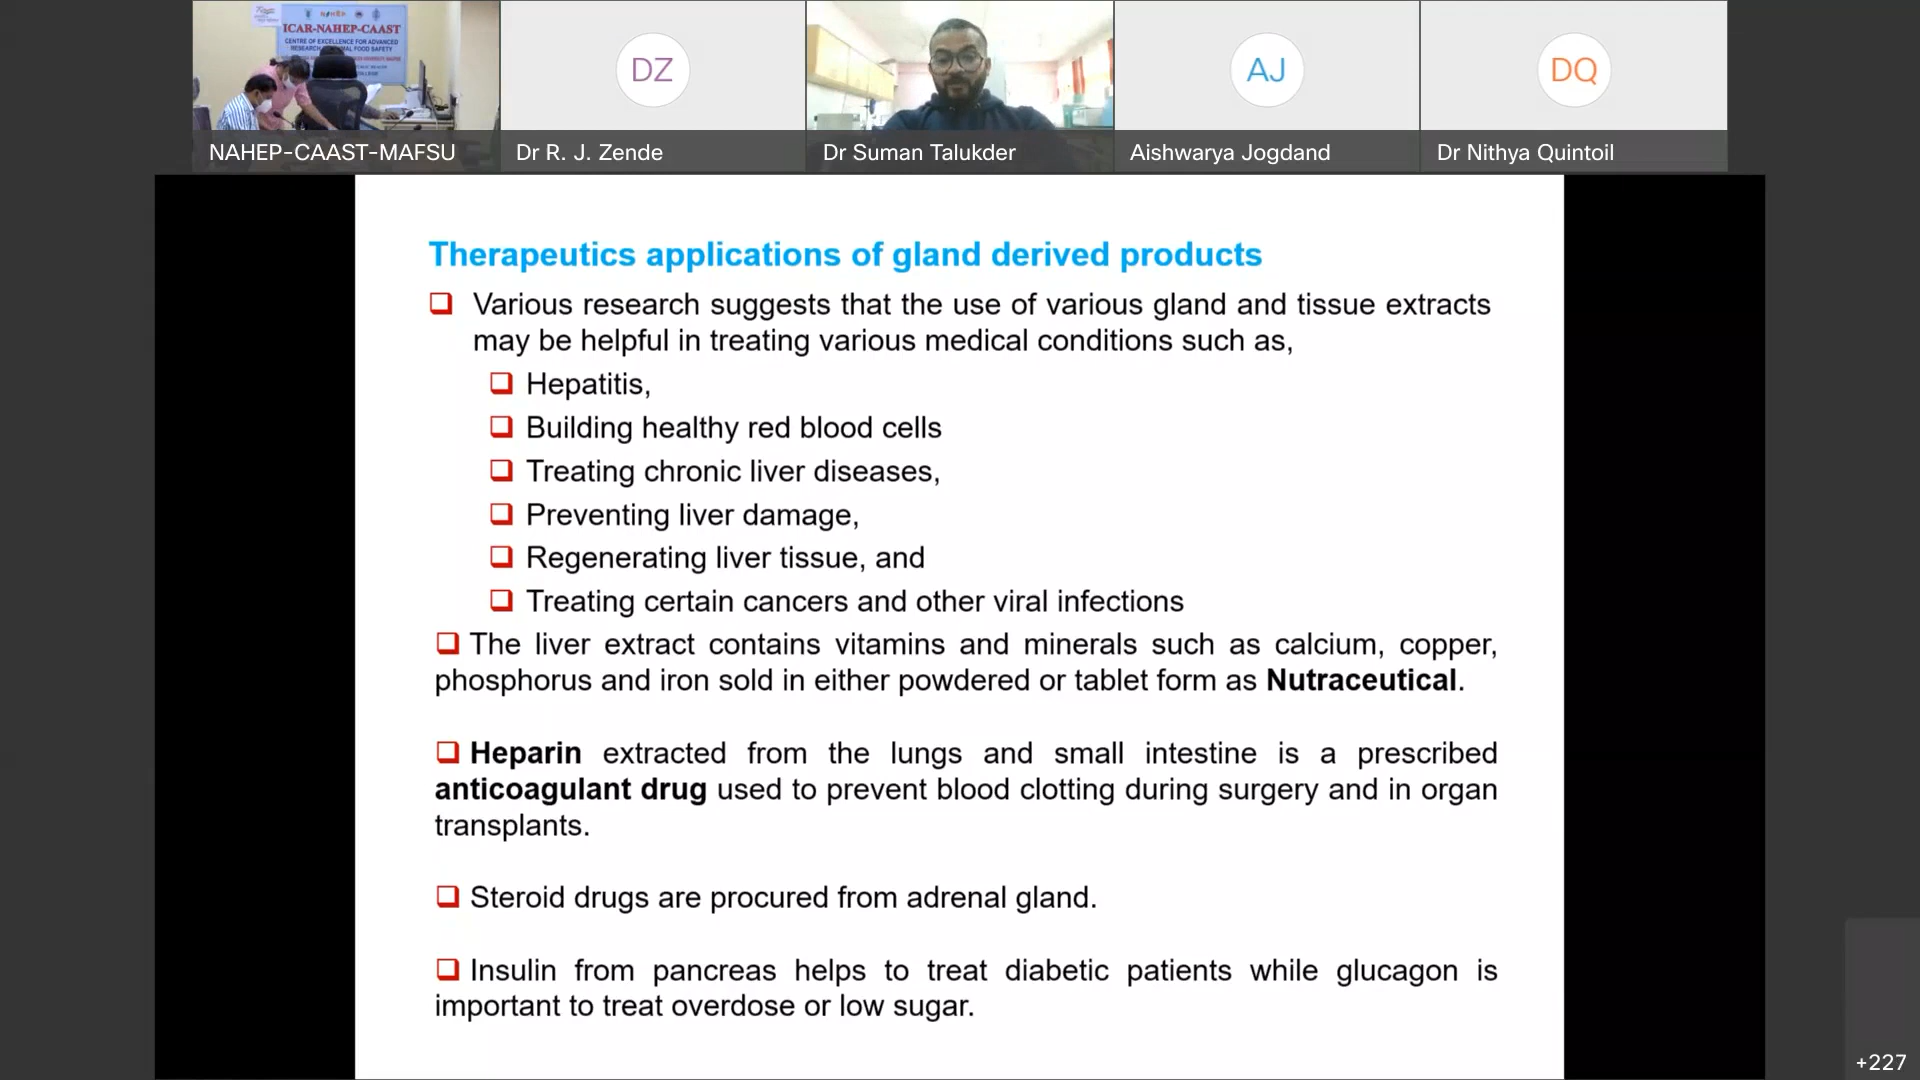 ICAR-NAHEP-CAAST
CENTRE OF EXCELLENCE FOR ADVANCED
DZ
AJ
DQ
NAHEP-CAAST-MAFSU
Dr R. J. Zende
Dr Suman Talukder
Aishwarya Jogdand
Dr Nithya Quintoil
Therapeutics applications of gland derived products
Various research suggests that the use of various gland and tissue extracts
may be helpful in treating various medical conditions such as,
Hepatitis,
Building healthy red blood cells
Treating chronic liver diseases,
Preventing liver damage,
Regenerating liver tissue, and
Treating certain cancers and other viral infections
The liver extract contains vitamins and minerals such as calcium, copper,
phosphorus and iron sold in either powdered or tablet form as Nutraceutical.
Heparin extracted from the lungs and small intestine is a prescribed
anticoagulant drug used to prevent blood clotting during surgery and in organ
transplants.
Steroid drugs are procured from adrenal gland.
Insulin from pancreas helps to treat diabetic patients while glucagon is
important to treat overdose or low sugar.
+227